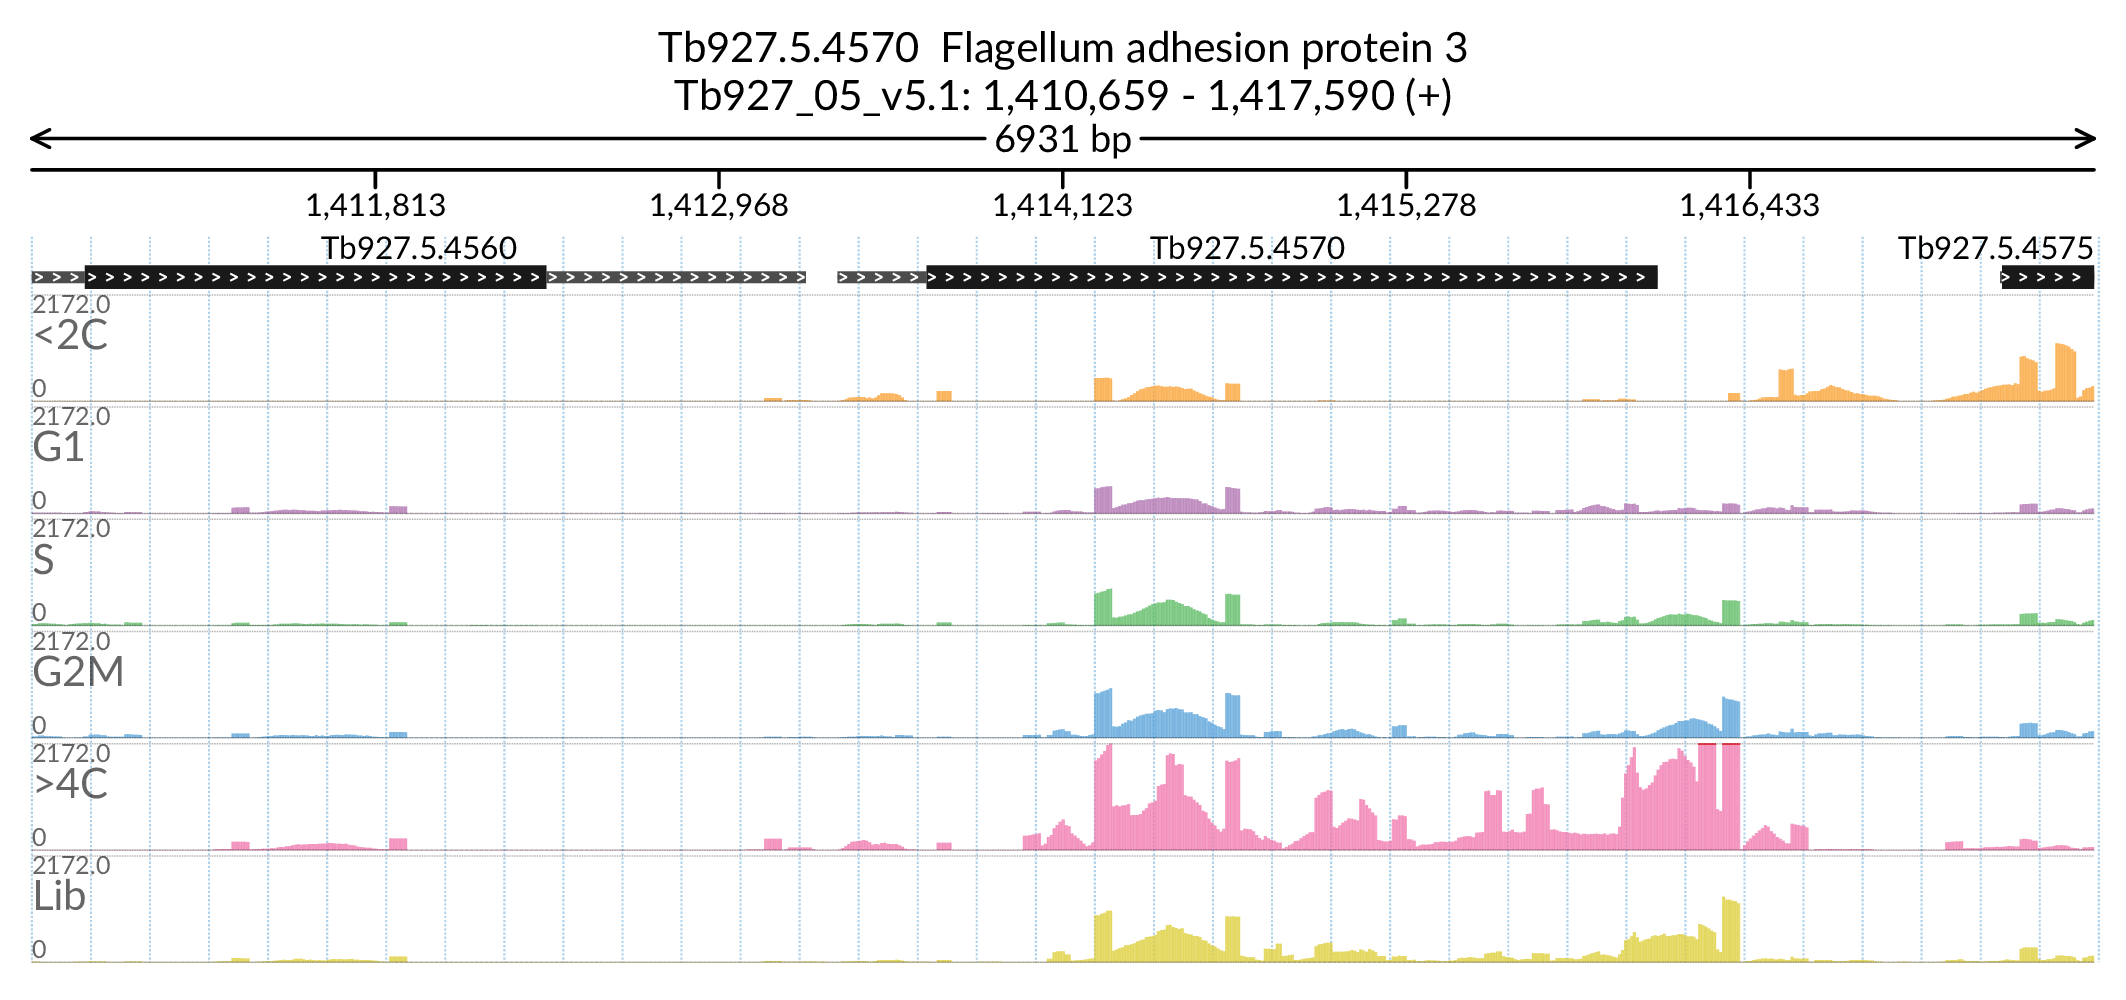 Tb927.5.4570  Flagellum adhesion protein 3
Tb927_05_v5.1: 1,410,659 - 1,417,590 (+)
6931 bp
1,411,813 1,412,968 1,414,123 1,415,278 1,416,433
Tb927.5.4560 Tb927.5.4570 Tb927.5.4575
2172.0
<2C
0
2172.0
G1
0
2172.0
S
0
2172.0
G2M
0
2172.0
>4C
0
2172.0
Lib
0